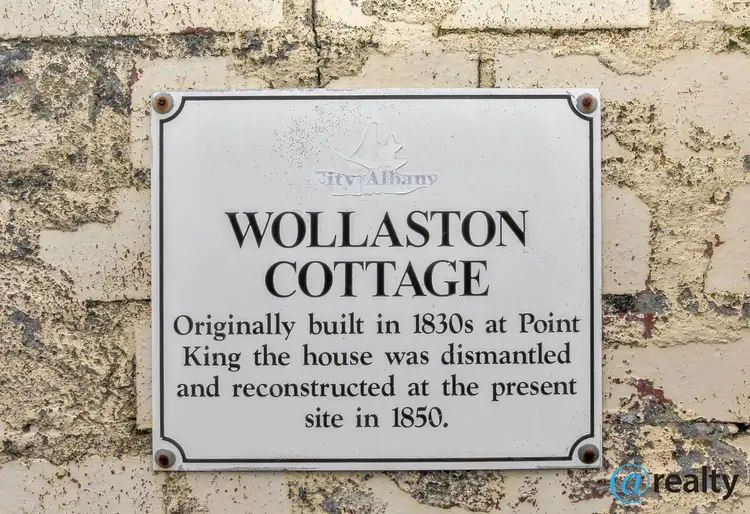 City Albany
WOLLASTON
COTTAGE
Originally built in 1830s at Point
King the house was dismantled
and reconstructed at the present
site in 1850.
@realty